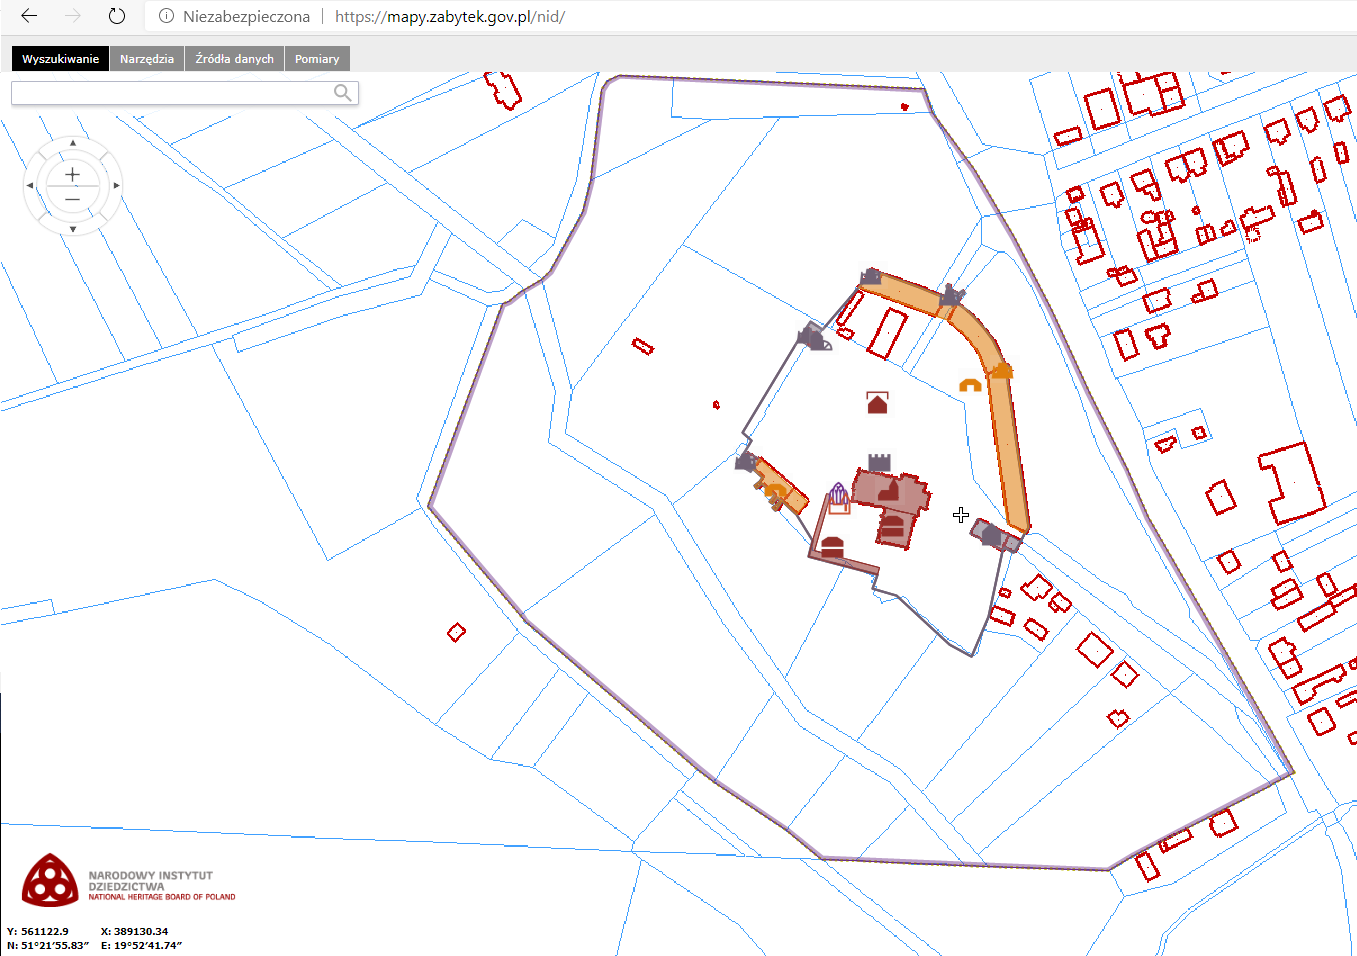 Niezabezpieczona | https://mapy.zabytek.gov.pl/nid/
Wyszukiwanie Narzędzia Źródła danych Pomiary
NARODOWY INSTYTUT
DZIEDZICTWA
NATIONAL HERITAGE BOARD OF POLAND
Y: 561122.9 X: 389130.34
N: 51°21'55.83" E: 19°52'41.74"